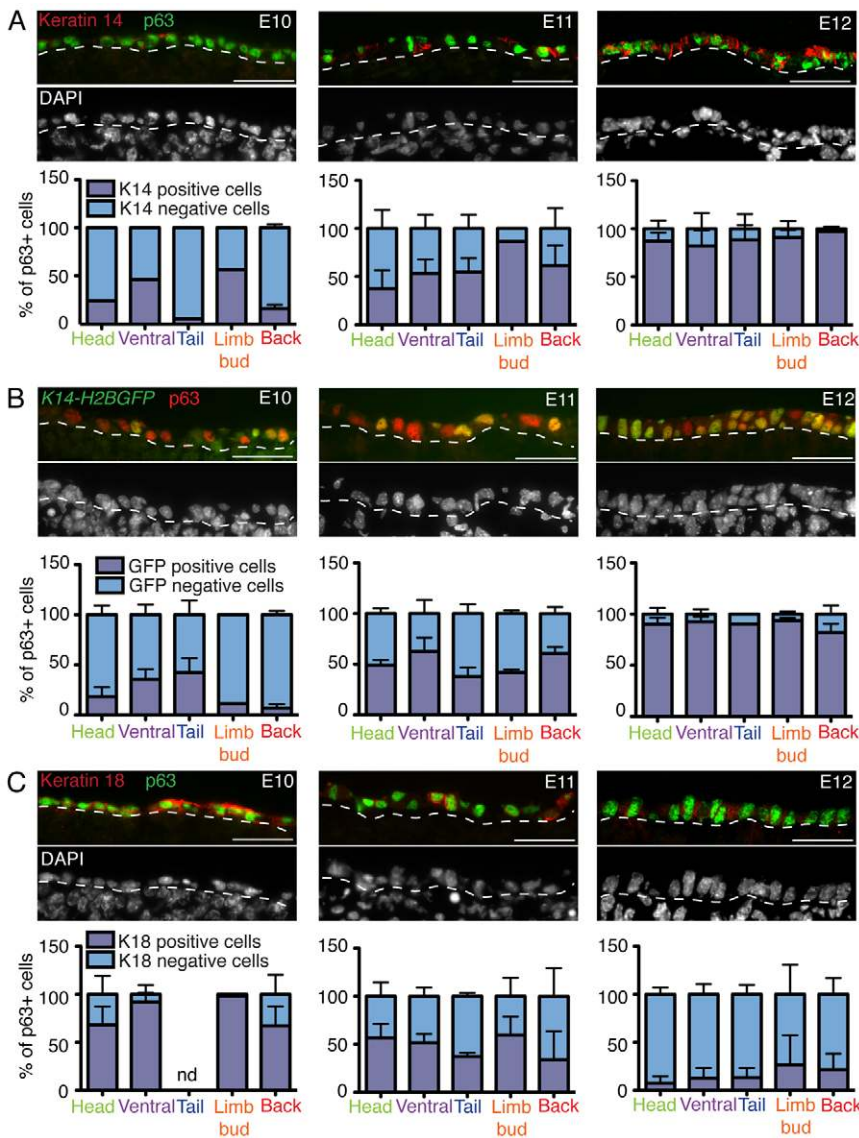 A
Keratin 14 p63 E10
E11
E12
DAPI
% of p63+ cells
150
100
50
0
K14 positive cells
K14 negative cells
Head Ventral Tail Limb bud Back
150
100
50
0
Head Ventral Tail Limb bud Back
150
100
50
0
Head Ventral Tail Limb bud Back
B
K14-H2BGFP p63 E10
E11
E12
% of p63+ cells
150
100
50
0
GFP positive cells
GFP negative cells
Head Ventral Tail Limb bud Back
150
100
50
0
Head Ventral Tail Limb bud Back
150
100
50
0
Head Ventral Tail Limb bud Back
C
Keratin 18 p63 E10
E11
E12
DAPI
% of p63+ cells
150
100
50
0
K18 positive cells
K18 negative cells
nd
Head Ventral Tail Limb bud Back
150
100
50
0
Head Ventral Tail Limb bud Back
150
100
50
0
Head Ventral Tail Limb bud Back